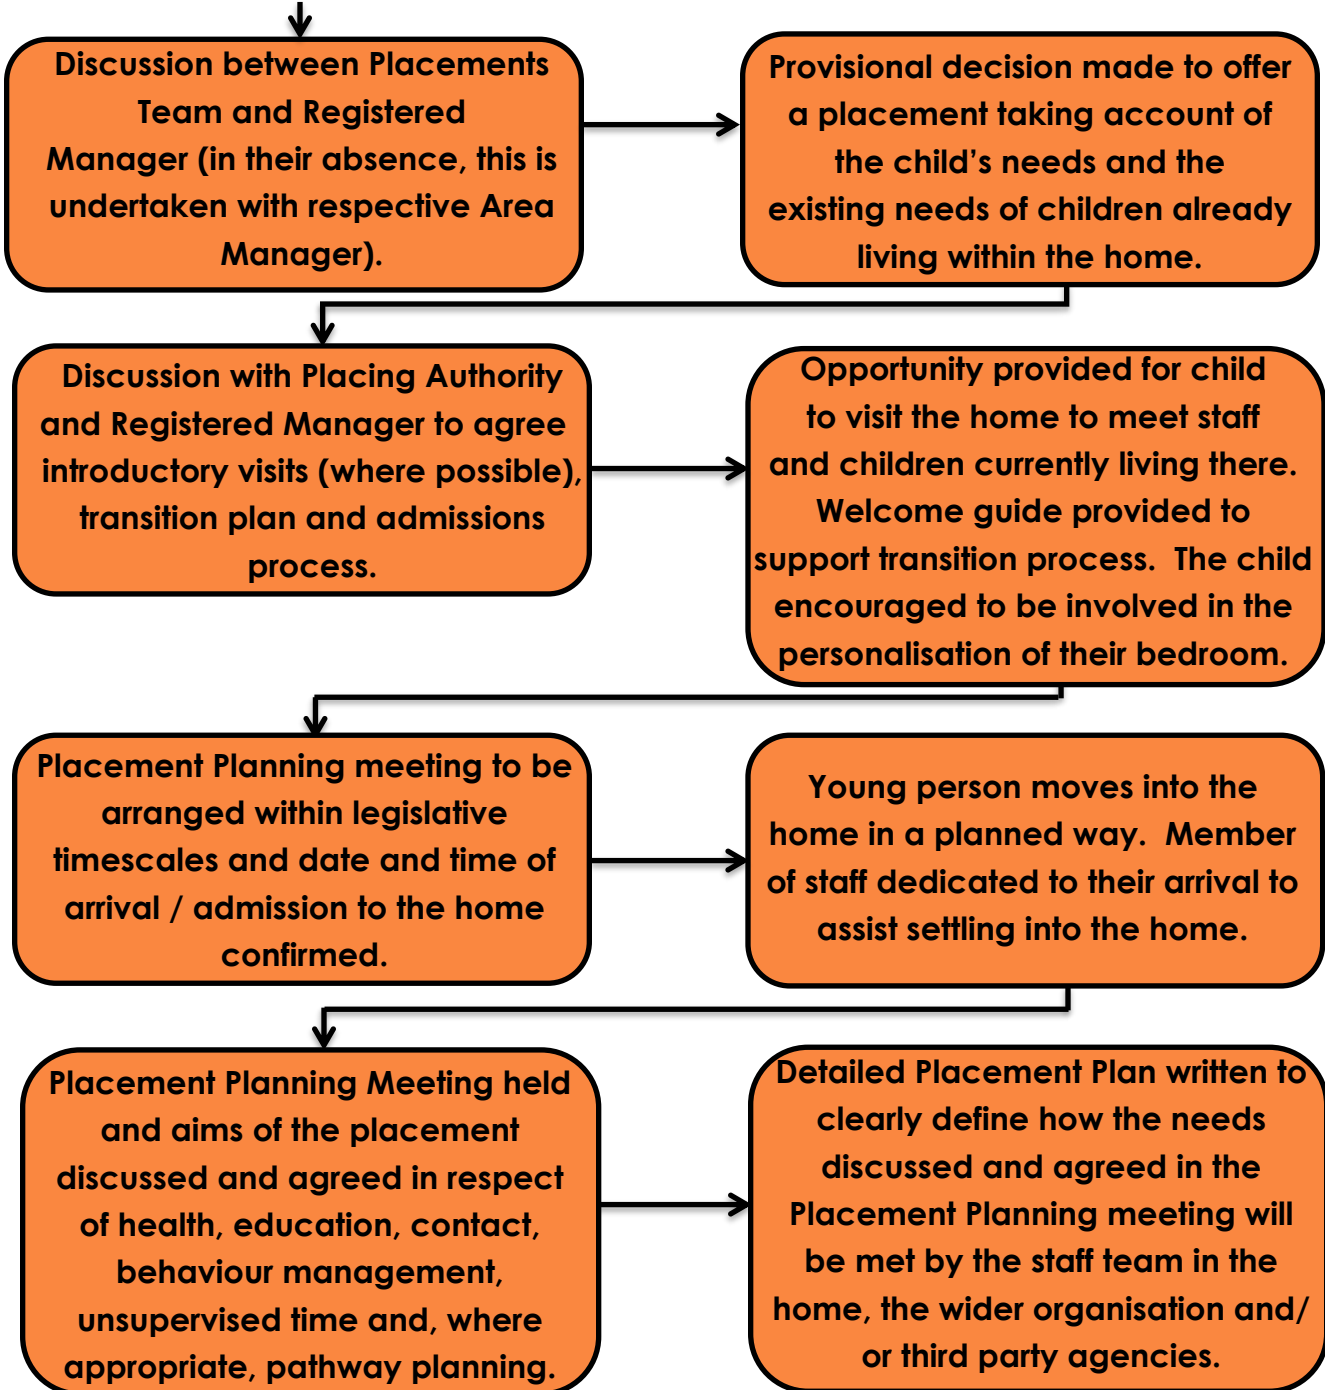 Discussion between Placements
Team and Registered
Manager (in their absence, this is
undertaken with respective Area
Manager).
Provisional decision made to offer
a placement taking account of
the child’s needs and the
existing needs of children already
living within the home.
Discussion with Placing Authority
and Registered Manager to agree
introductory visits (where possible),
transition plan and admissions
process.
Opportunity provided for child
to visit the home to meet staff
and children currently living there.
Welcome guide provided to
support transition process.  The child
encouraged to be involved in the
personalisation of their bedroom.
Placement Planning meeting to be
arranged within legislative
timescales and date and time of
arrival / admission to the home
confirmed.
Young person moves into the
home in a planned way.  Member
of staff dedicated to their arrival to
assist settling into the home.
Placement Planning Meeting held
and aims of the placement
discussed and agreed in respect
of health, education, contact,
behaviour management,
unsupervised time and, where
appropriate, pathway planning.
Detailed Placement Plan written to
clearly define how the needs
discussed and agreed in the
Placement Planning meeting will
be met by the staff team in the
home, the wider organisation and/
or third party agencies.